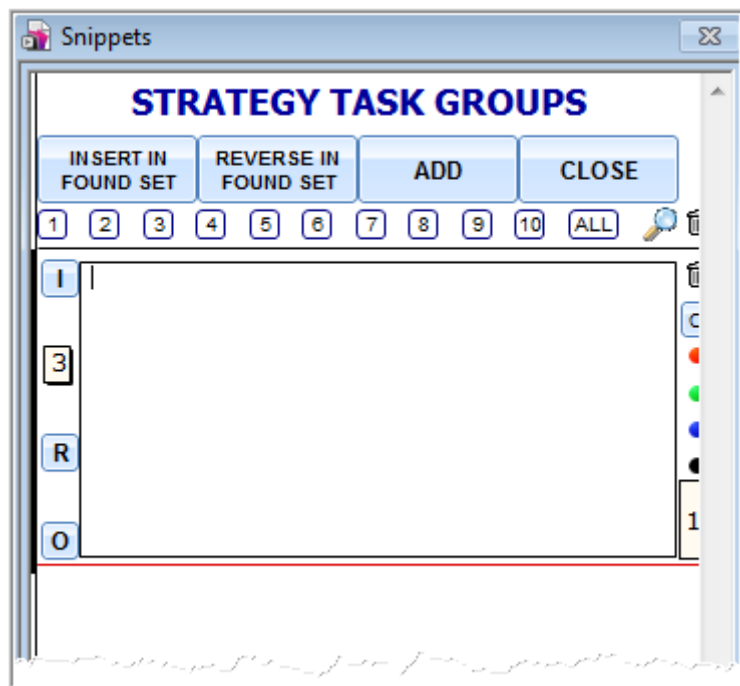 Snippets
STRATEGY TASK GROUPS
INSERT IN
FOUND SET
REVERSE IN
FOUND SET
ADD
CLOSE
1 2 3 4 5 6 7 8 9 10 ALL
I
C
3
R
1
O